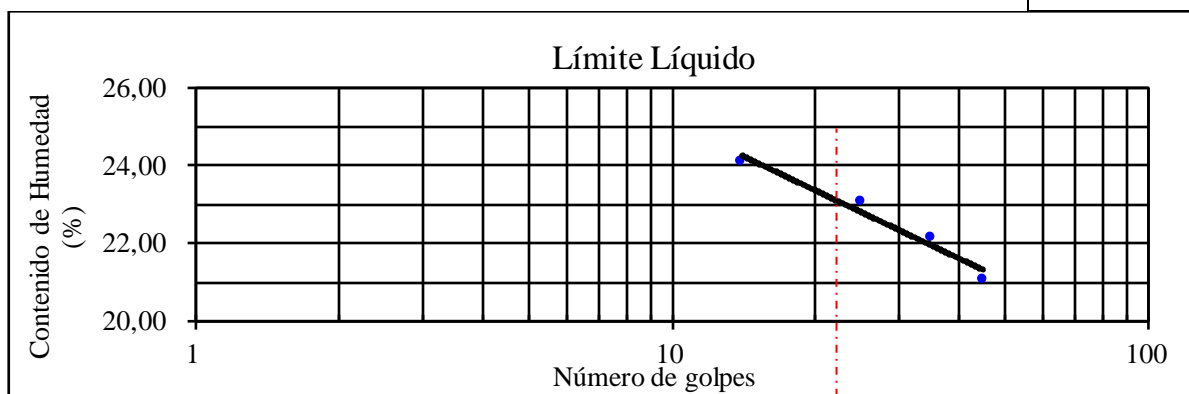 Límite Líquido
Contenido de Humedad
(%)
26,00
24,00
22,00
20,00
1
10
100
Número de golpes